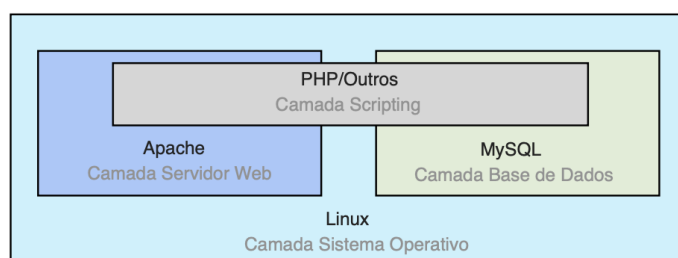 PHP/Outros
Camada Scripting
Apache
Camada Servidor Web
MySQL
Camada Base de Dados
Linux
Camada Sistema Operativo